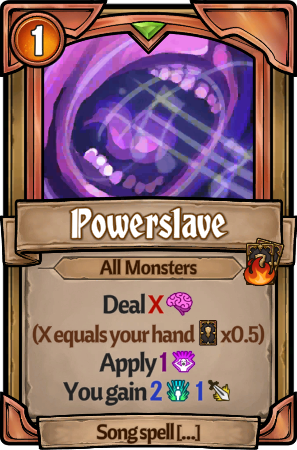 1
Powerslave
All Monsters
Deal X
(X equals your hand x0.5)
Apply 1
You gain 2 1
Song spell [...]